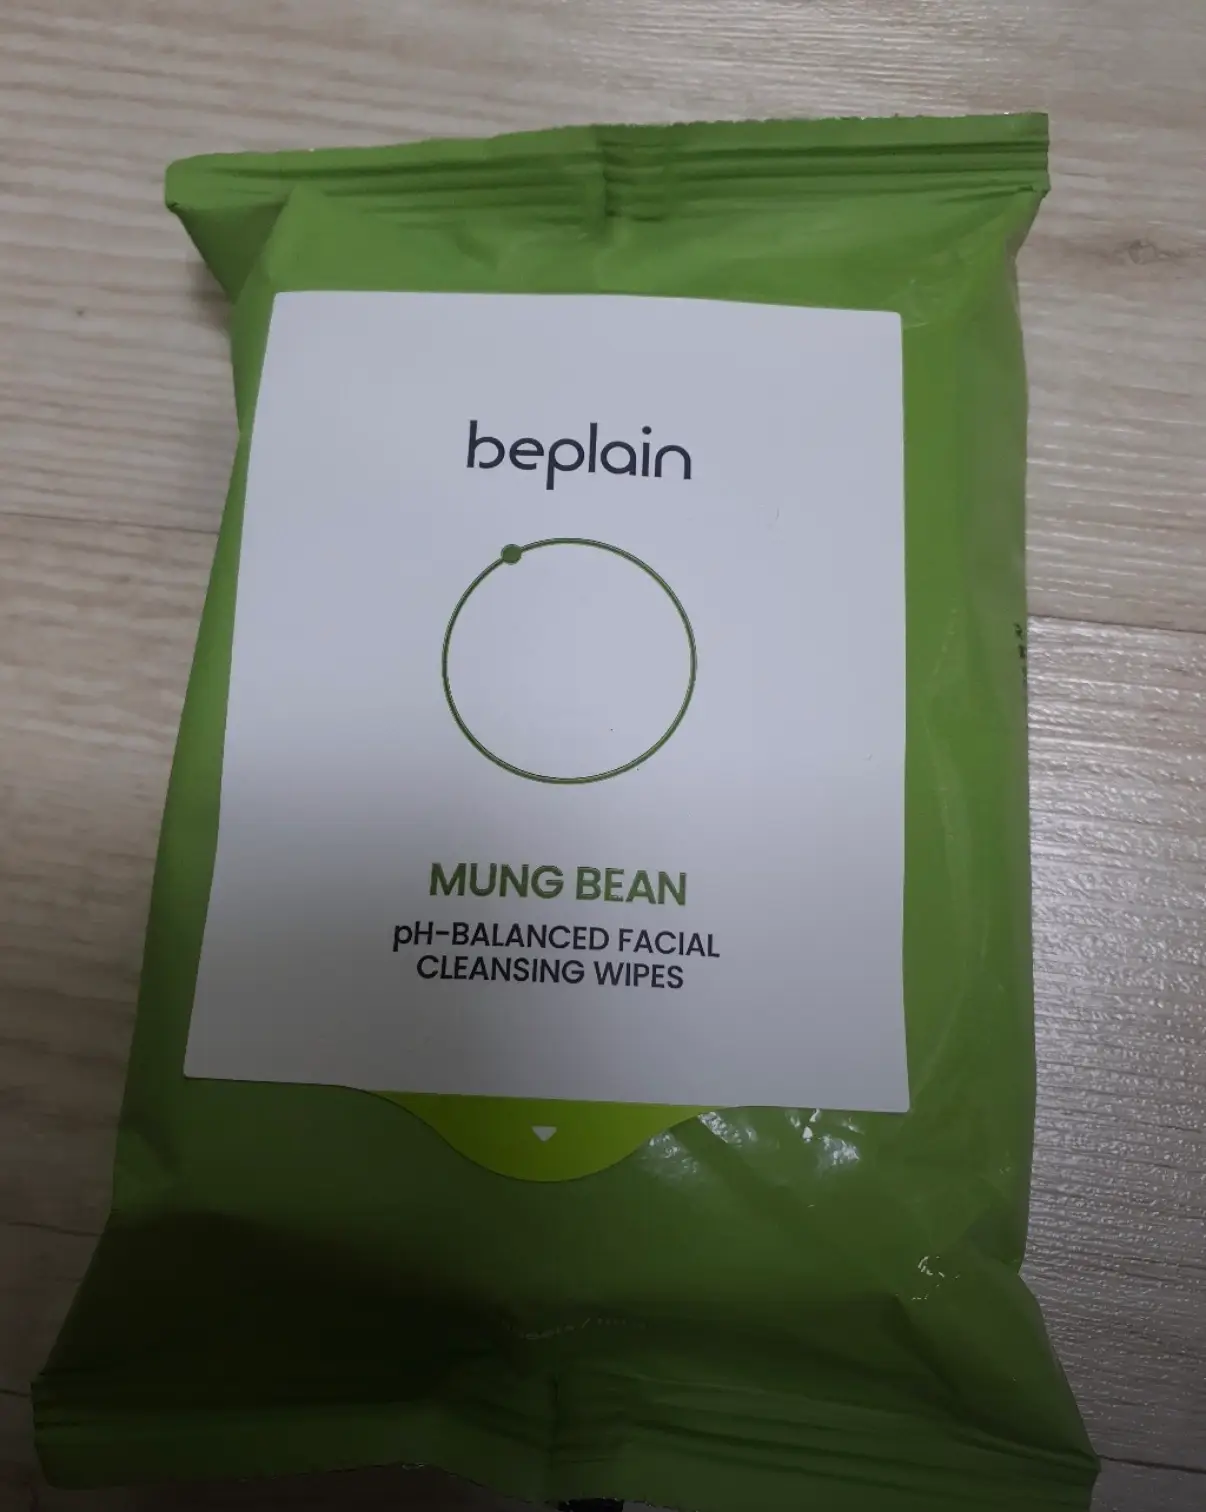 beplain
MUNG BEAN
pH-BALANCED FACIAL
CLEANSING WIPES